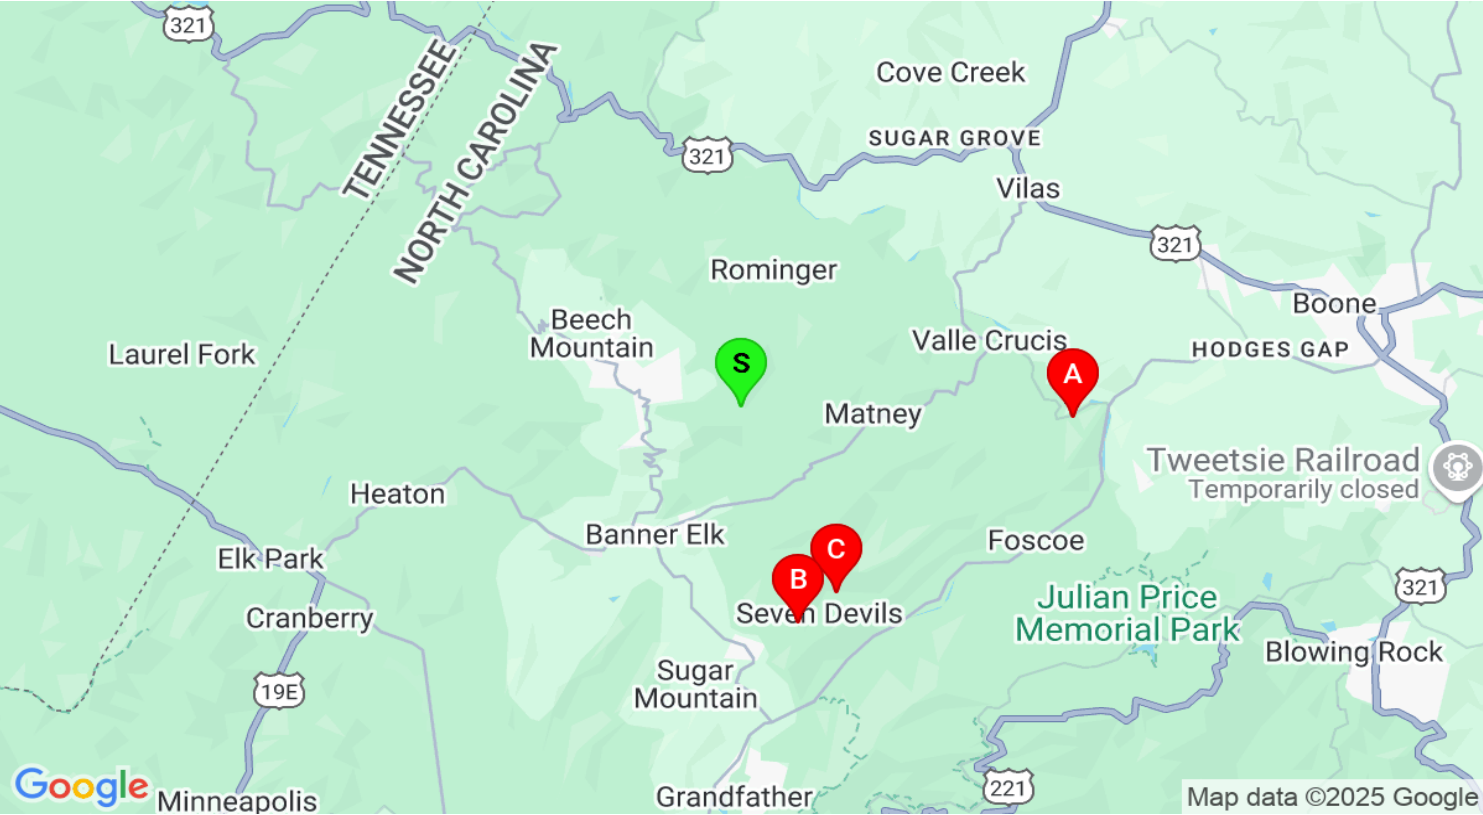 321
TENNESSEE
NORTH CAROLINA
Cove Creek
SUGAR GROVE
321
Vilas
321
Rominger
Boone
Beech
Mountain
Laurel Fork
Valle Crucis
HODGES GAP
S
A
Matney
Tweetsie Railroad
Temporarily closed
Heaton
Banner Elk
Foscoe
Elk Park
C
B
321
Seven Devils
Julian Price
Memorial Park
Cranberry
Blowing Rock
Sugar
Mountain
19E
221
Google
Minneapolis
Grandfather
Map data ©2025 Google